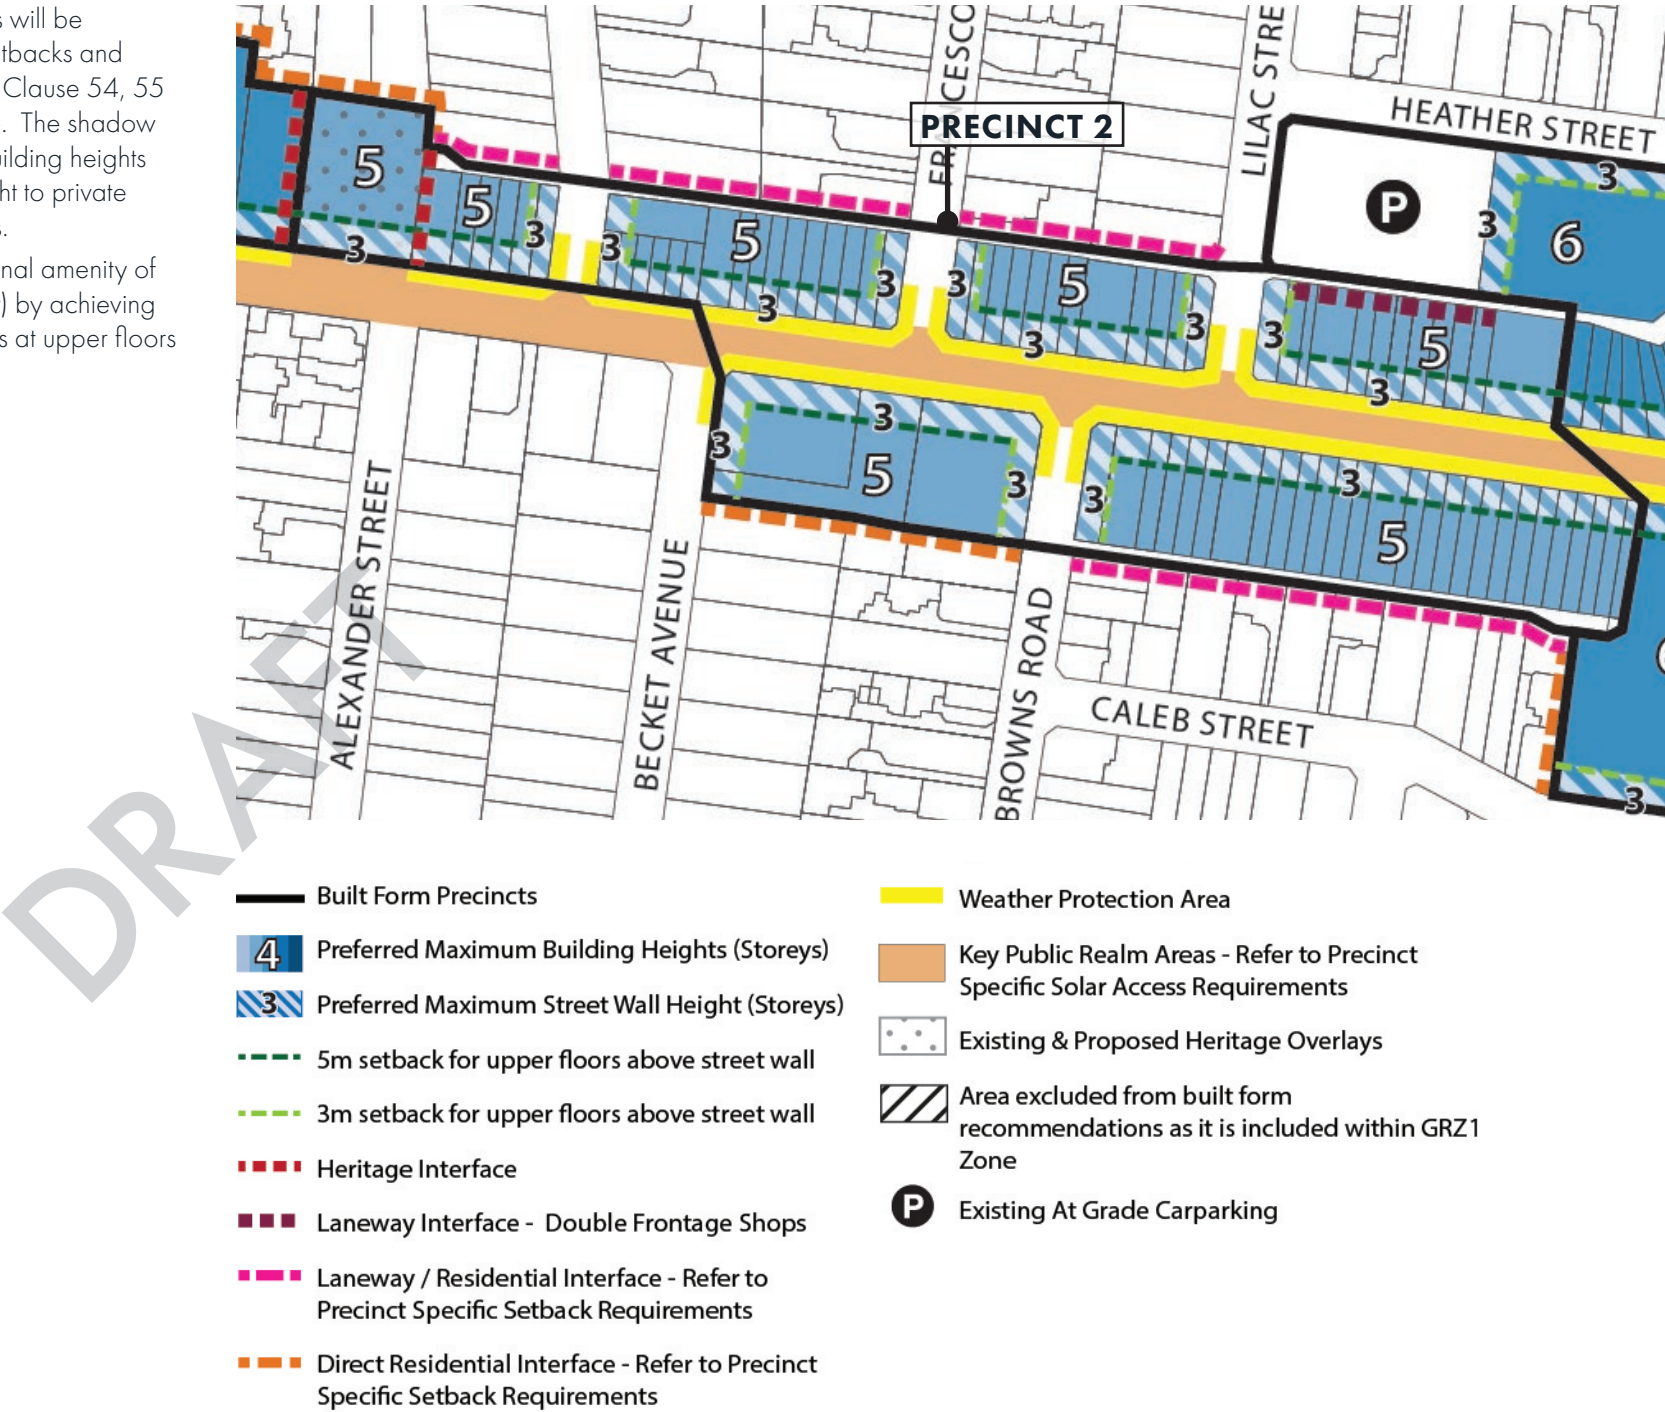 s will be
tbacks and
Clause 54, 55
. The shadow
uilding heights
ht to private
s.
nal amenity of
) by achieving
s at upper floors
FRANCESCO
LILAC STRE
HEATHER STREET
PRECINCT 2
P
3
6
3
5
5
3
3
3
5
3
3
3
5
3
3
3
5
3
3
3
5
3
3
3
5
3
ALEXANDER STREET
BECKET AVENUE
BROWNS ROAD
CALEB STREET
3
DRAFT
Built Form Precincts
4 Preferred Maximum Building Heights (Storeys)
3 Preferred Maximum Street Wall Height (Storeys)
5m setback for upper floors above street wall
3m setback for upper floors above street wall
Heritage Interface
Laneway Interface - Double Frontage Shops
Laneway / Residential Interface - Refer to
Precinct Specific Setback Requirements
Direct Residential Interface - Refer to Precinct
Specific Setback Requirements
Weather Protection Area
Key Public Realm Areas - Refer to Precinct
Specific Solar Access Requirements
Existing & Proposed Heritage Overlays
Area excluded from built form
recommendations as it is included within GRZ1
Zone
P Existing At Grade Carparking